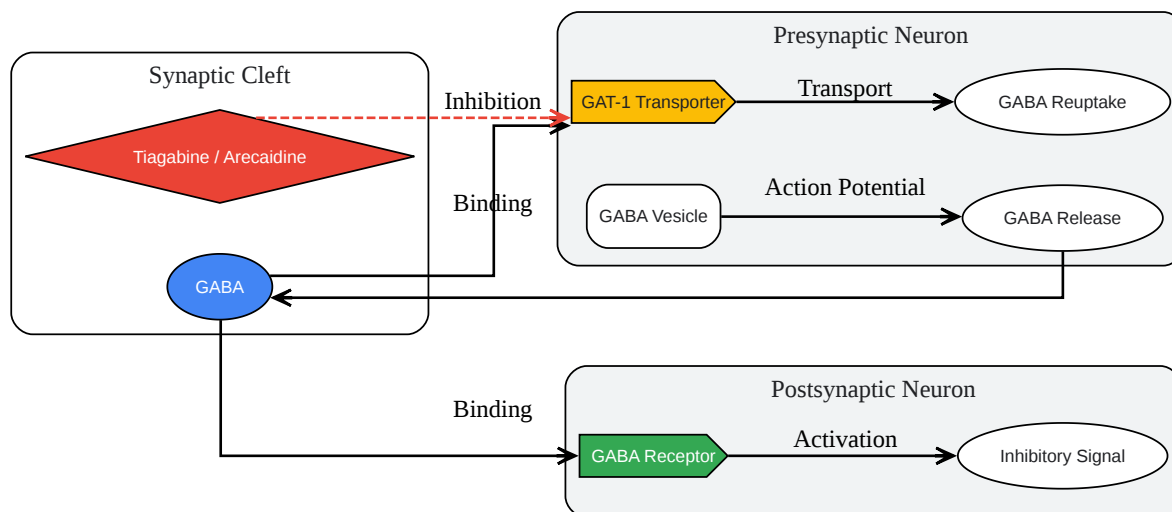 Presynaptic Neuron
Synaptic Cleft
Inhibition
GAT-1 Transporter
Transport
GABA Reuptake
Tiagabine / Arecaidine
Binding
GABA Vesicle
Action Potential
GABA Release
GABA
Postsynaptic Neuron
Binding
GABA Receptor
Activation
Inhibitory Signal